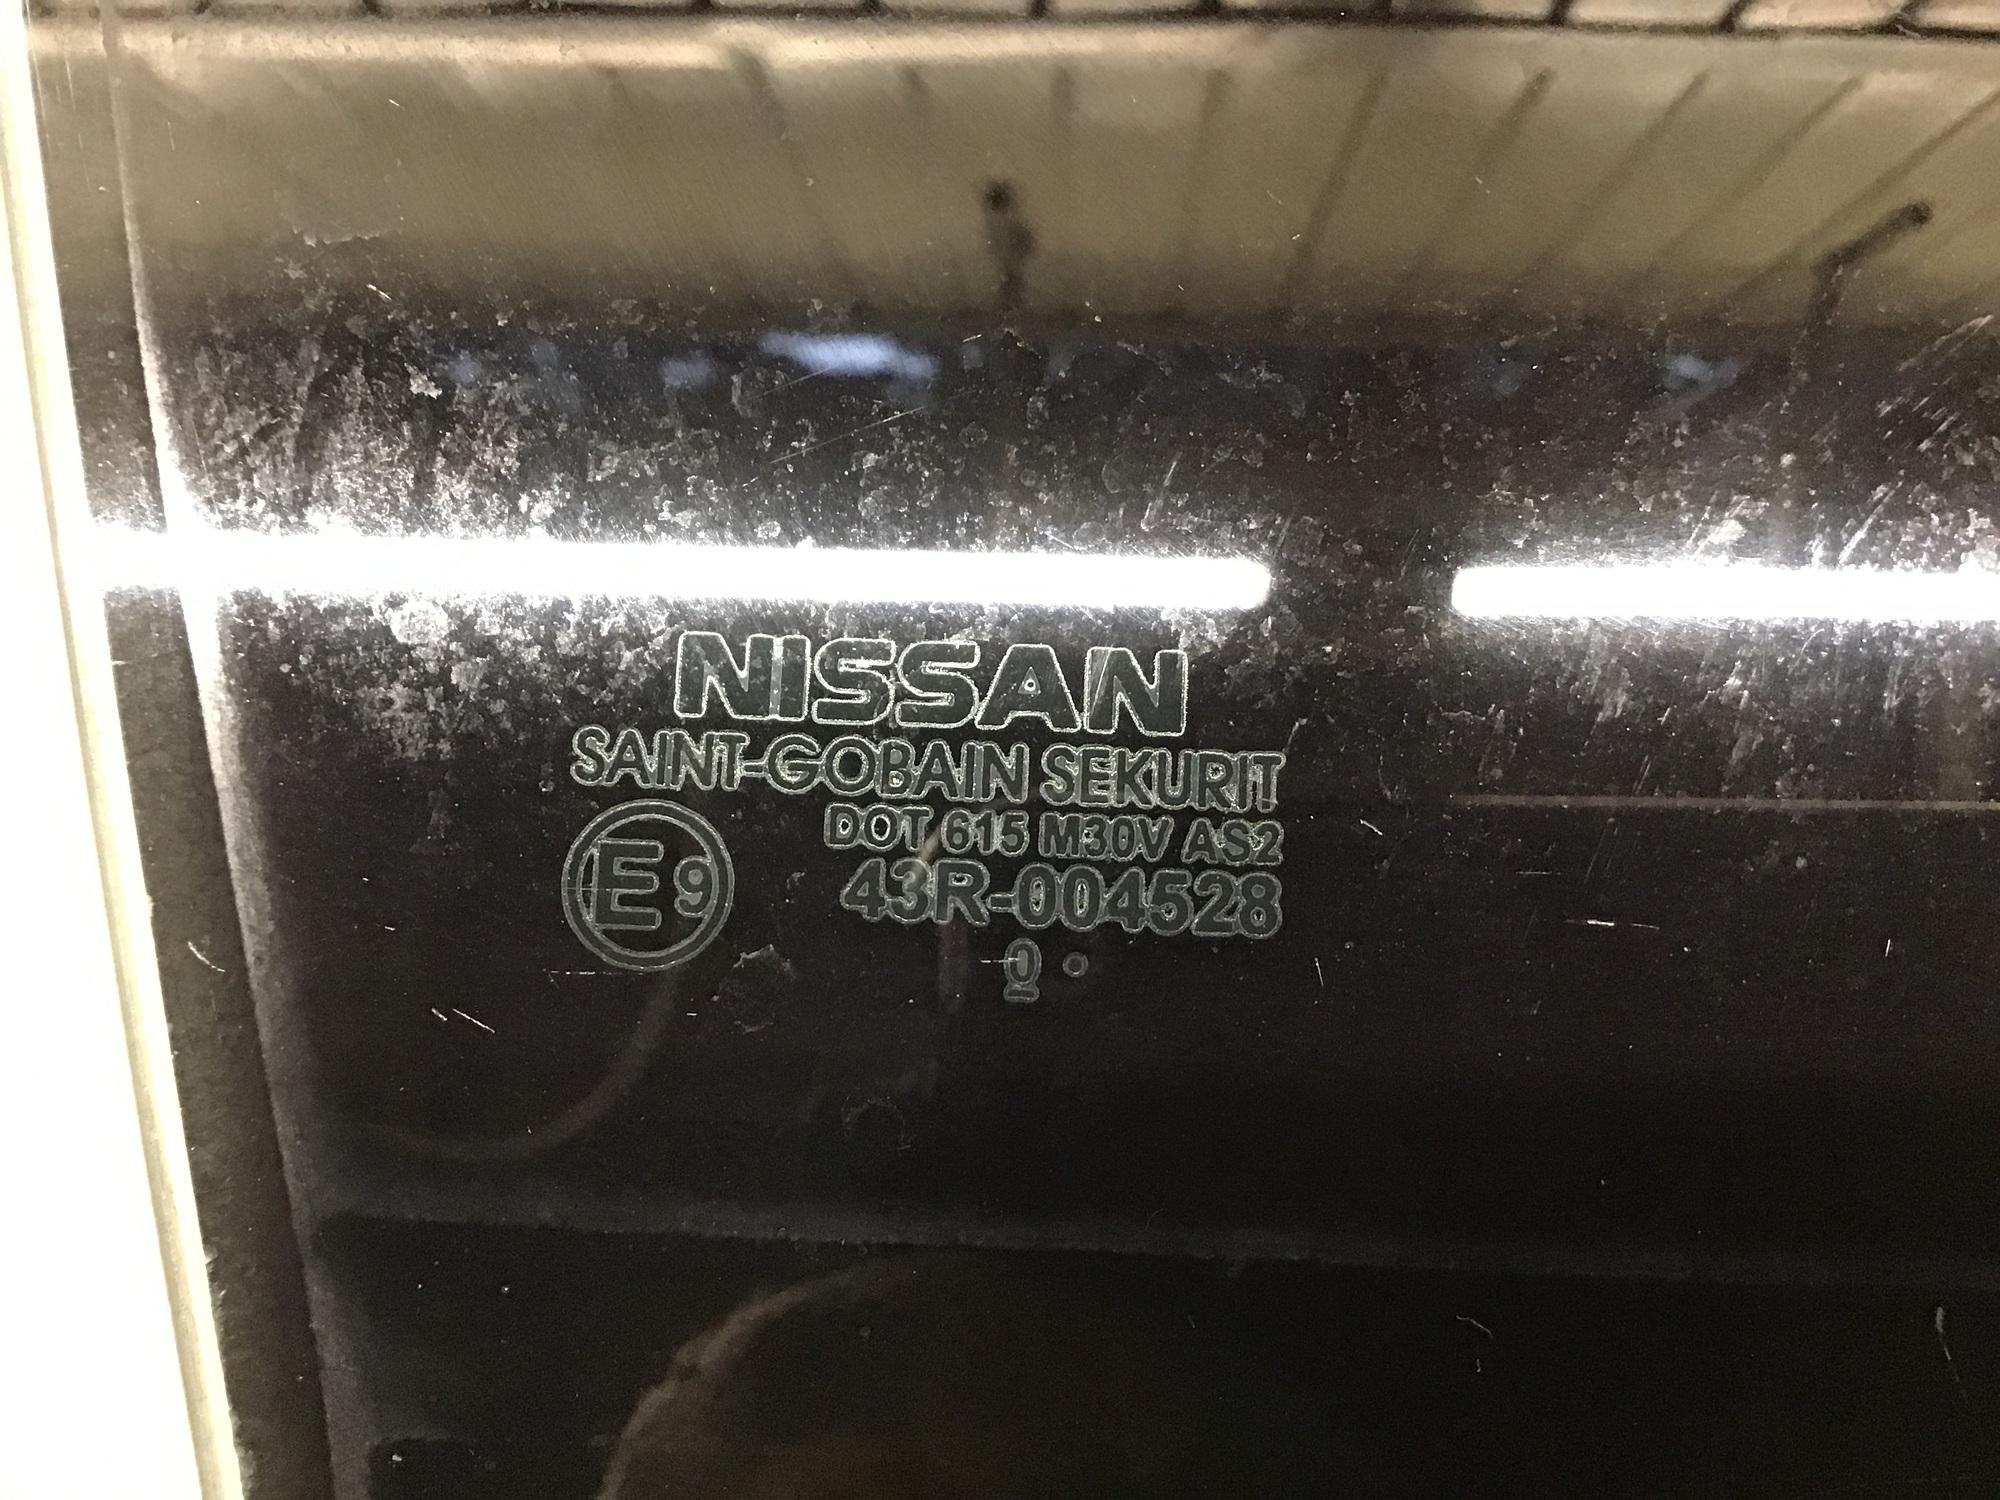 NISSAN
SAINT-GOBAIN SEKURIT
DOT 615 M30V AS2
E9 43R-004528
0 •